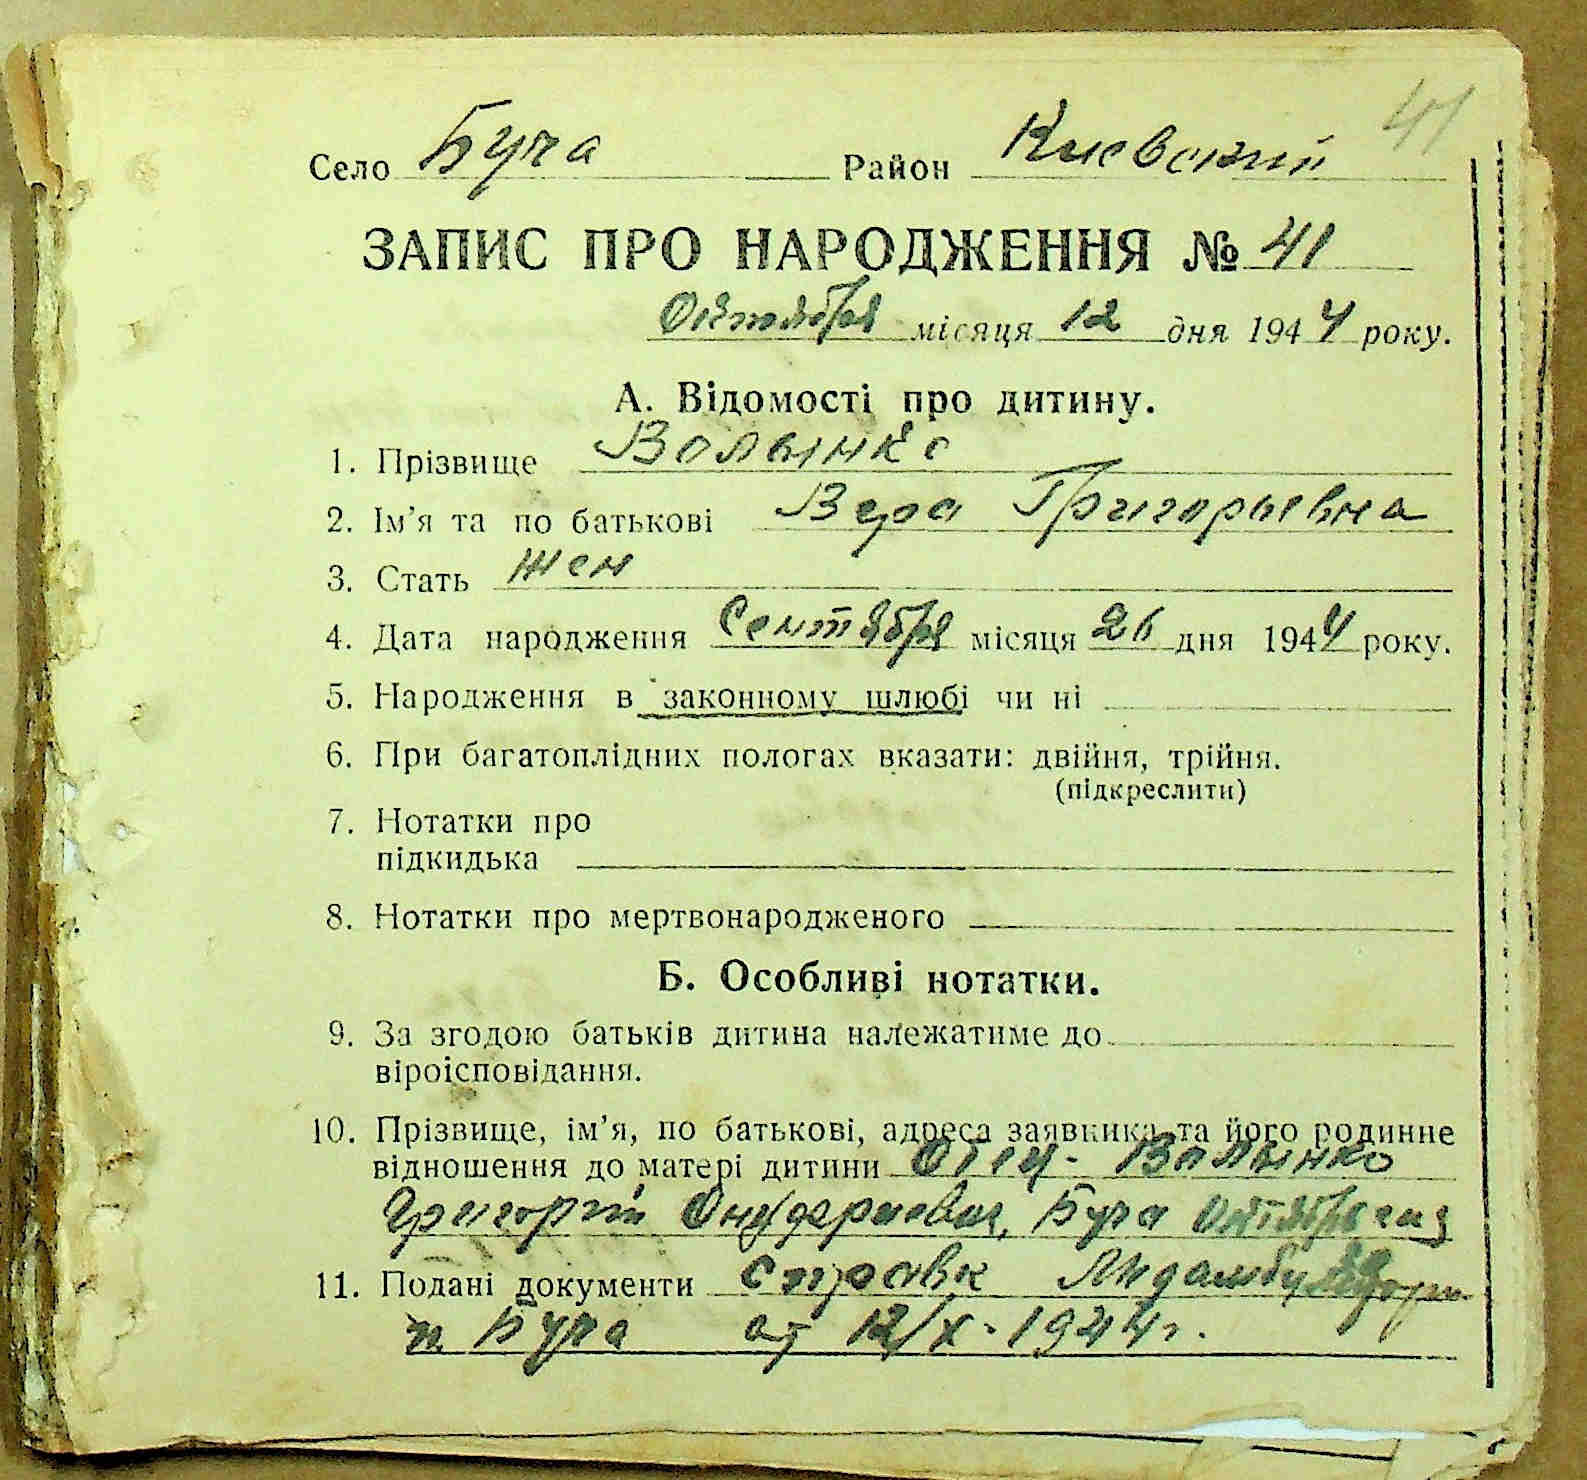 41
Село Буча Район Киевский
ЗАПИС ПРО НАРОДЖЕННЯ № 41
Октября місяця 12 дня 1944 року.
А. Відомості про дитину.
1. Прізвище Волынко
2. Ім’я та по батькові Вера Григорьевна
3. Стать жен
4. Дата народження Сентября місяця 26 дня 1944 року.
5. Народження в законному шлюбі чи ні
6. При багатоплідних пологах вказати: двійня, трійня.
(підкреслити)
7. Нотатки про
підкидька
8. Нотатки про мертвонародженого
Б. Особливі нотатки.
9. За згодою батьків дитина належатиме до
віроісповідання.
10. Прізвище, ім’я, по батькові, адреса заявника та його родинне
відношення до матері дитини Отец - Волынко
Григорий Буча
11. Подані документи справк
п. Буча от 12/X - 1944 г.